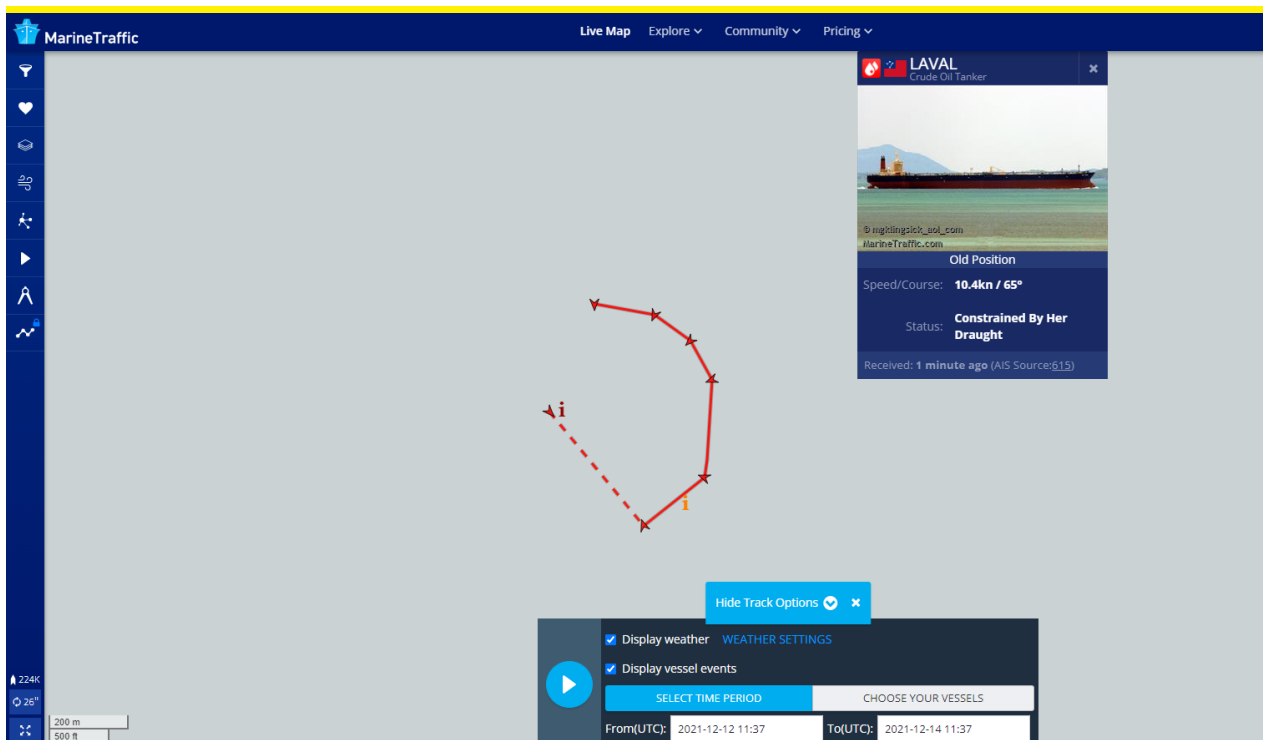 MarineTraffic
Live Map Explore Community Pricing
LAVAL
Crude Oil Tanker
© mgklingsick_aol_com
MarineTraffic.com
Old Position
Speed/Course: 10.4kn / 65°
Status: Constrained By Her
Draught
Received: 1 minute ago (AIS Source:615)
i
i
Hide Track Options
Display weather WEATHER SETTINGS
Display vessel events
SELECT TIME PERIOD CHOOSE YOUR VESSELS
From(UTC): 2021-12-12 11:37 To(UTC): 2021-12-14 11:37
224K
26"
200 m
500 ft